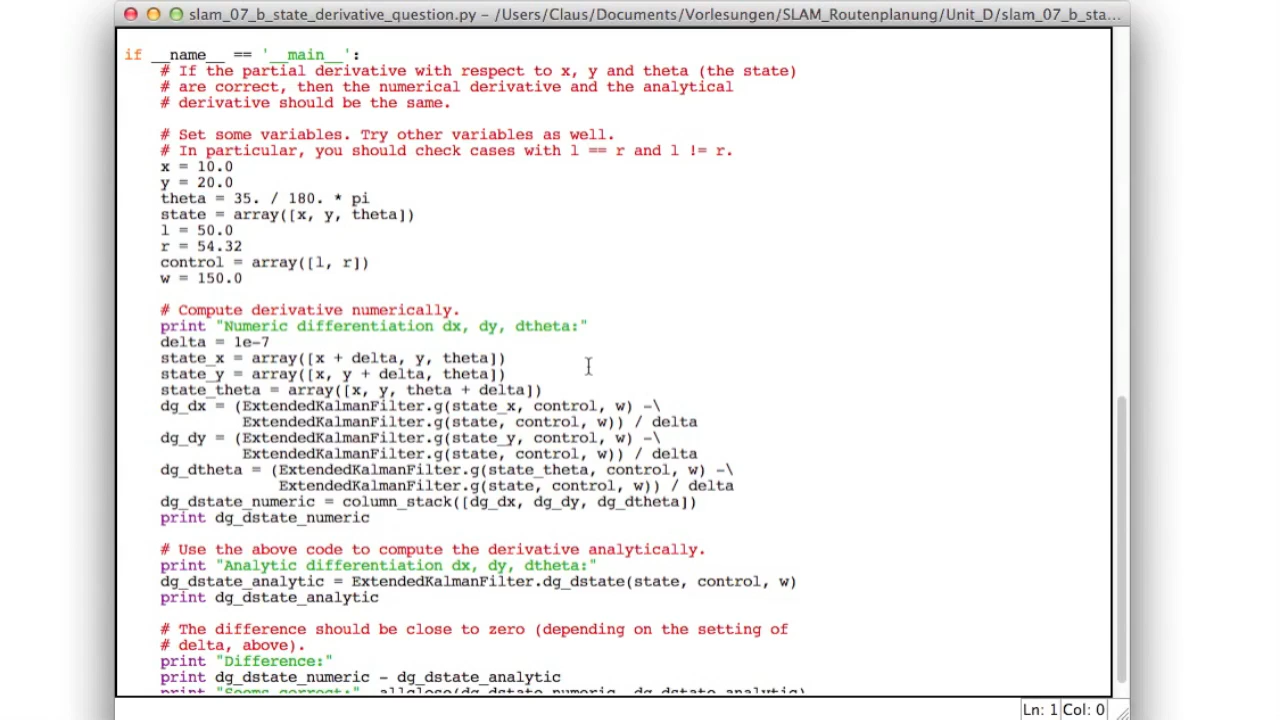 slam_07_b_state_derivative_question.py – /Users/Claus/Documents/Vorlesungen/SLAM_Routenplanung/Unit_D/slam_07_b_sta...
if __name__ == '__main__':
# If the partial derivative with respect to x, y and theta (the state)
# are correct, then the numerical derivative and the analytical
# derivative should be the same.
# Set some variables. Try other variables as well.
# In particular, you should check cases with l == r and l != r.
x = 10.0
y = 20.0
theta = 35. / 180. * pi
state = array([x, y, theta])
l = 50.0
r = 54.32
control = array([l, r])
w = 150.0
# Compute derivative numerically.
print "Numeric differentiation dx, dy, dtheta:"
delta = 1e-7
state_x = array([x + delta, y, theta])
state_y = array([x, y + delta, theta])
state_theta = array([x, y, theta + delta])
dg_dx = (ExtendedKalmanFilter.g(state_x, control, w) -\
ExtendedKalmanFilter.g(state, control, w)) / delta
dg_dy = (ExtendedKalmanFilter.g(state_y, control, w) -\
ExtendedKalmanFilter.g(state, control, w)) / delta
dg_dtheta = (ExtendedKalmanFilter.g(state_theta, control, w) -\
ExtendedKalmanFilter.g(state, control, w)) / delta
dg_dstate_numeric = column_stack([dg_dx, dg_dy, dg_dtheta])
print dg_dstate_numeric
# Use the above code to compute the derivative analytically.
print "Analytic differentiation dx, dy, dtheta:"
dg_dstate_analytic = ExtendedKalmanFilter.dg_dstate(state, control, w)
print dg_dstate_analytic
# The difference should be close to zero (depending on the setting of
# delta, above).
print "Difference:"
print dg_dstate_numeric - dg_dstate_analytic
print "Seems correct:", allclose(dg_dstate_numeric, dg_dstate_analytic)
Ln: 1 Col: 0